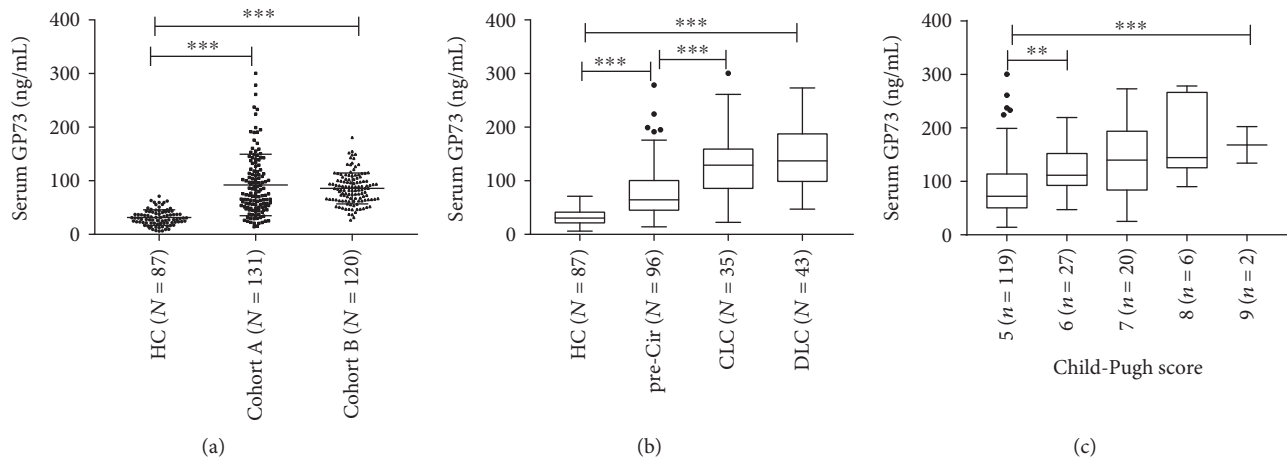 Serum GP73 (ng/mL)
400
300
200
100
0
***
***
HC (N = 87)
Cohort A (N = 131)
Cohort B (N = 120)
(a)
Serum GP73 (ng/mL)
400
300
200
100
0
***
***
***
HC (N = 87)
pre-Cir (N = 96)
CLC (N = 35)
DLC (N = 43)
(b)
Serum GP73 (ng/mL)
400
300
200
100
0
***
**
5 (n = 119)
6 (n = 27)
7 (n = 20)
8 (n = 6)
9 (n = 2)
Child-Pugh score
(c)